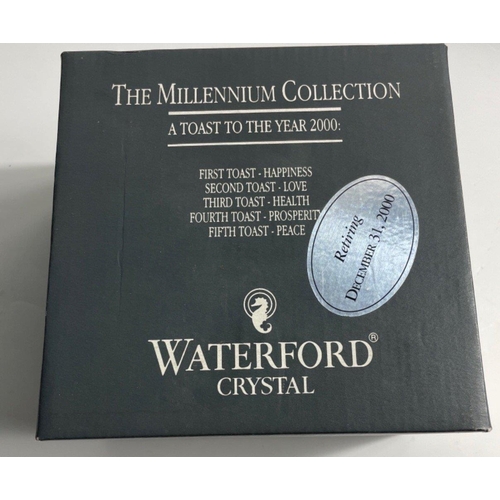 THE MILLENNIUM COLLECTION
A TOAST TO THE YEAR 2000:
FIRST TOAST - HAPPINESS
SECOND TOAST - LOVE
THIRD TOAST - HEALTH
FOURTH TOAST - PROSPERITY
FIFTH TOAST - PEACE
Retiring
DECEMBER 31, 2000
WATERFORD®
CRYSTAL